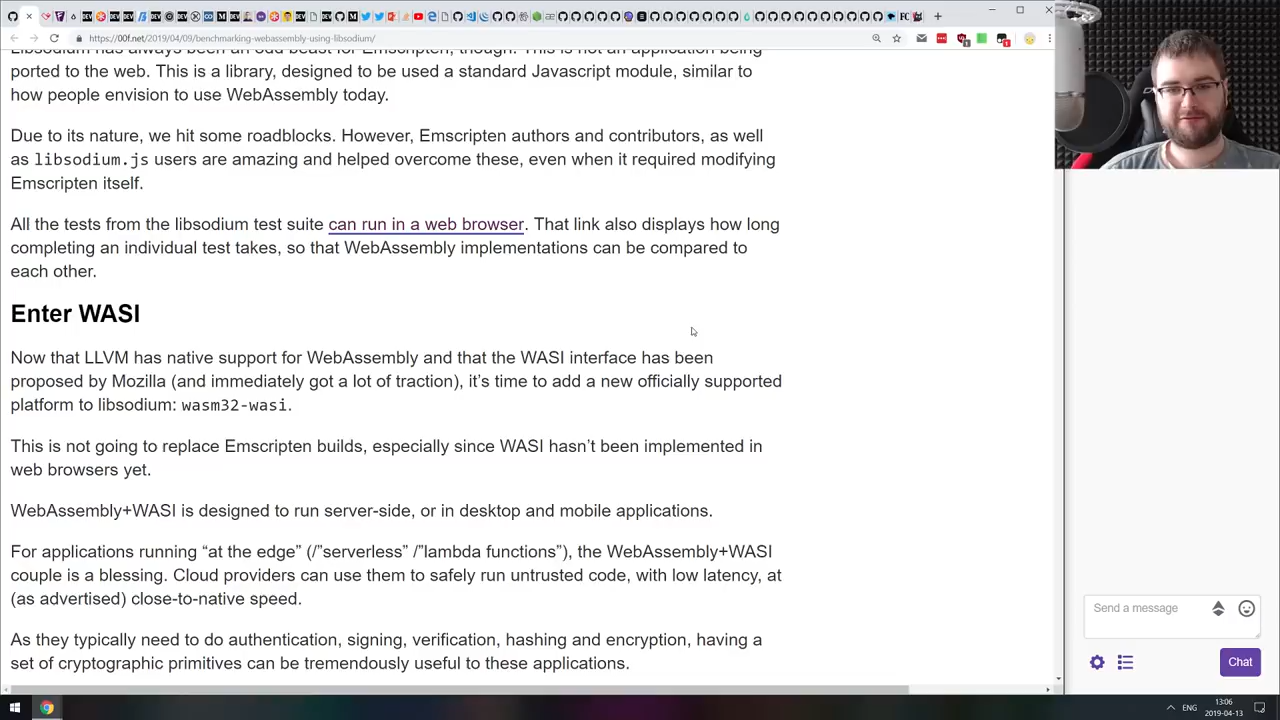 https://00f.net/2019/04/09/benchmarking-webassembly-using-libsodium/
Libsodium has always been an odd beast for Emscripten, though. This is not an application being
ported to the web. This is a library, designed to be used a standard Javascript module, similar to
how people envision to use WebAssembly today.
Due to its nature, we hit some roadblocks. However, Emscripten authors and contributors, as well
as libsodium.js users are amazing and helped overcome these, even when it required modifying
Emscripten itself.
All the tests from the libsodium test suite can run in a web browser. That link also displays how long
completing an individual test takes, so that WebAssembly implementations can be compared to
each other.
Enter WASI
Now that LLVM has native support for WebAssembly and that the WASI interface has been
proposed by Mozilla (and immediately got a lot of traction), it’s time to add a new officially supported
platform to libsodium: wasm32-wasi.
This is not going to replace Emscripten builds, especially since WASI hasn’t been implemented in
web browsers yet.
WebAssembly+WASI is designed to run server-side, or in desktop and mobile applications.
For applications running “at the edge” (/”serverless” /”lambda functions”), the WebAssembly+WASI
couple is a blessing. Cloud providers can use them to safely run untrusted code, with low latency, at
(as advertised) close-to-native speed.
As they typically need to do authentication, signing, verification, hashing and encryption, having a
set of cryptographic primitives can be tremendously useful to these applications.
Send a message
Chat
ENG
13:06
2019-04-13